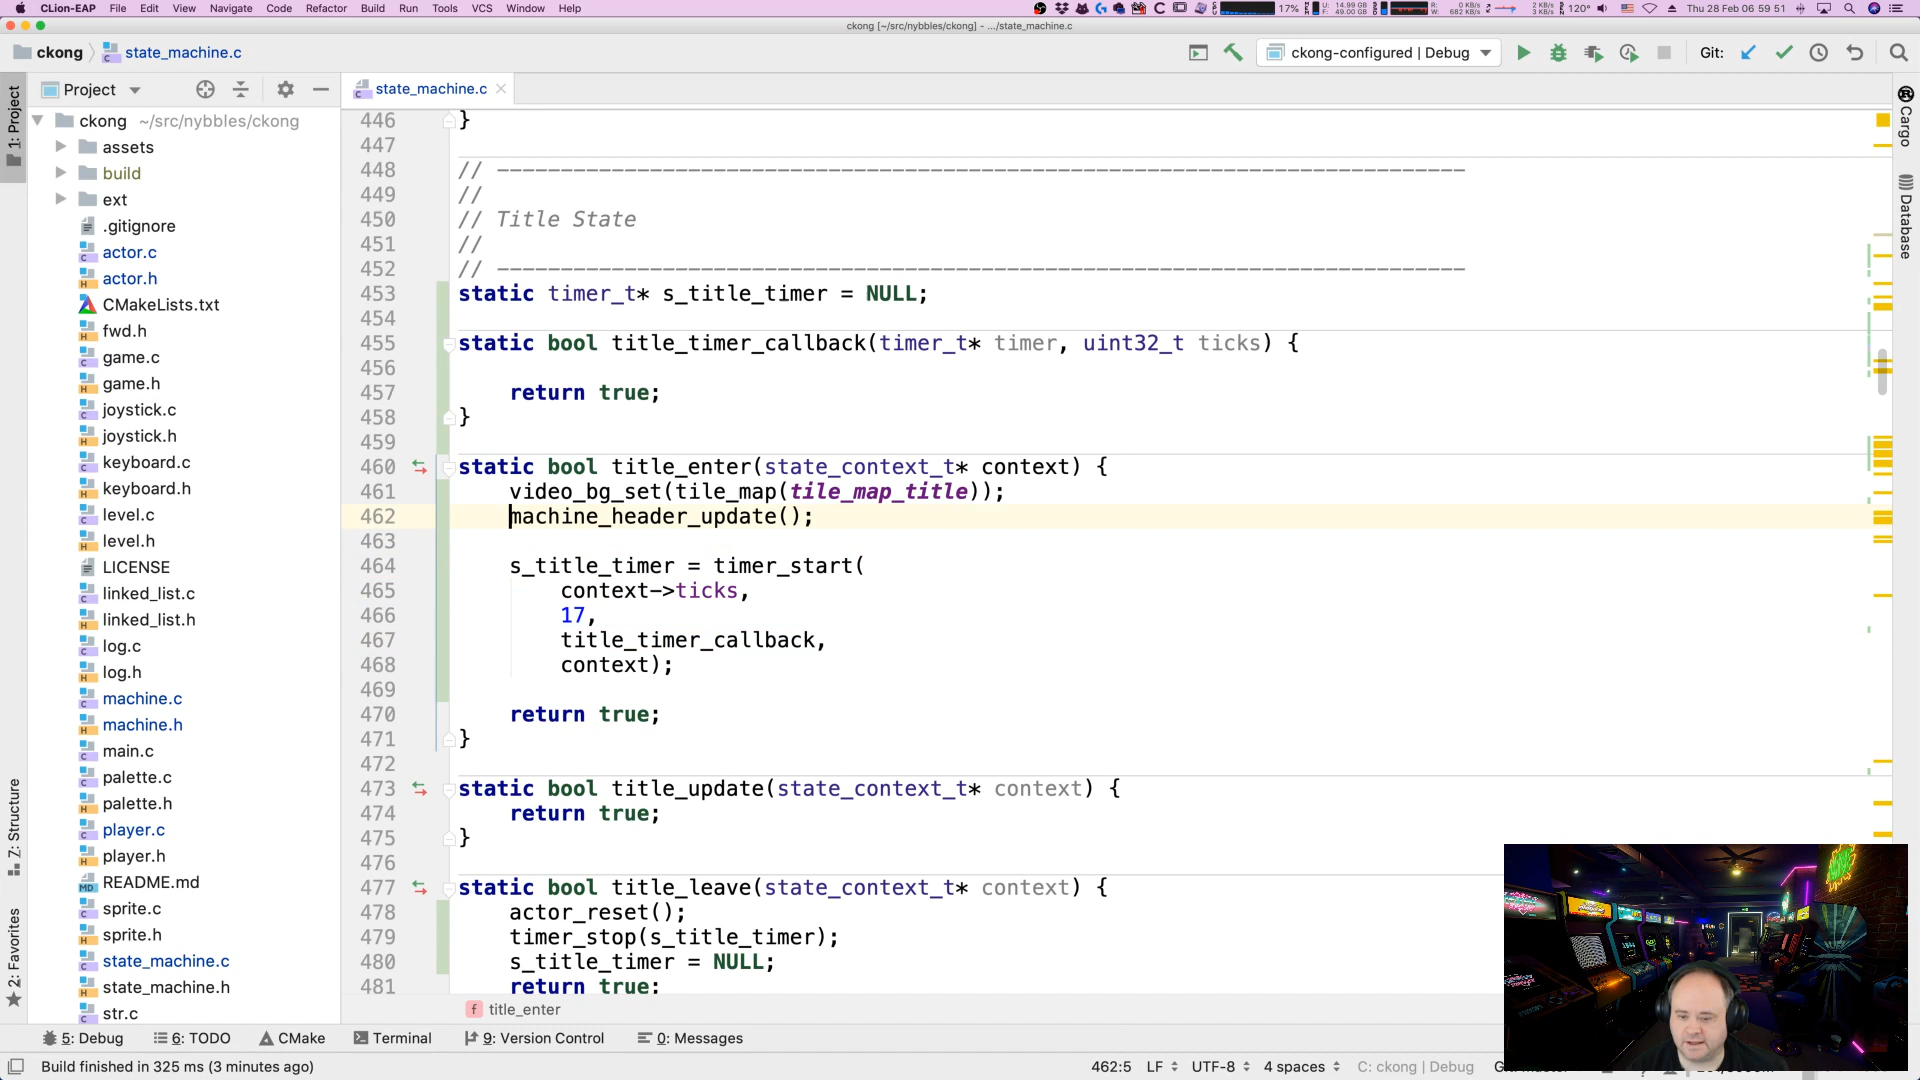 CLion-EAP File Edit View Navigate Code Refactor Build Run Tools VCS Window Help
17% 120° Thu 28 Feb 06 59 51
ckong [~/src/nybbles/ckong] - .../state_machine.c
ckong state_machine.c
ckong-configured | Debug
Git:
Project
state_machine.c
1: Project
Z: Structure
2: Favorites
Cargo
Database
ckong ~/src/nybbles/ckong
assets
build
ext
.gitignore
actor.c
actor.h
CMakeLists.txt
fwd.h
game.c
game.h
joystick.c
joystick.h
keyboard.c
keyboard.h
level.c
level.h
LICENSE
linked_list.c
linked_list.h
log.c
log.h
machine.c
machine.h
main.c
palette.c
palette.h
player.c
player.h
README.md
sprite.c
sprite.h
state_machine.c
state_machine.h
str.c
446 }
447
448 // ----------------------------------------------------------------------------
449 //
450 // Title State
451 //
452 // ----------------------------------------------------------------------------
453 static timer_t* s_title_timer = NULL;
454
455 static bool title_timer_callback(timer_t* timer, uint32_t ticks) {
456
457 return true;
458 }
459
460 static bool title_enter(state_context_t* context) {
461 video_bg_set(tile_map(tile_map_title));
462 machine_header_update();
463
464 s_title_timer = timer_start(
465 context->ticks,
466 17,
467 title_timer_callback,
468 context);
469
470 return true;
471 }
472
473 static bool title_update(state_context_t* context) {
474 return true;
475 }
476
477 static bool title_leave(state_context_t* context) {
478 actor_reset();
479 timer_stop(s_title_timer);
480 s_title_timer = NULL;
481 return true;
f title_enter
5: Debug 6: TODO CMake Terminal 9: Version Control 0: Messages
Build finished in 325 ms (3 minutes ago) 462:5 LF UTF-8 4 spaces C: ckong | Debug